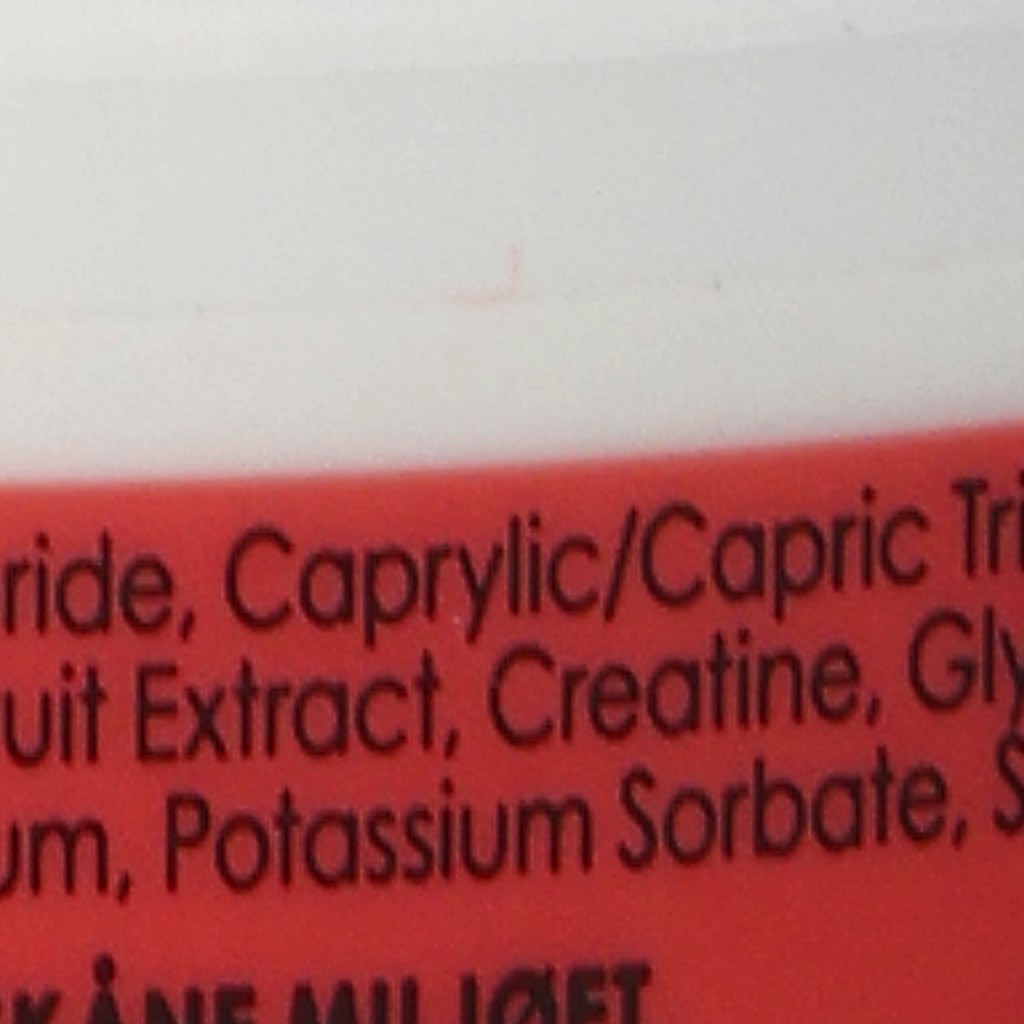 ride, Caprylic/Capric Tri
uit Extract, Creatine, Gly
um, Potassium Sorbate, S
KÅNE MILJØET